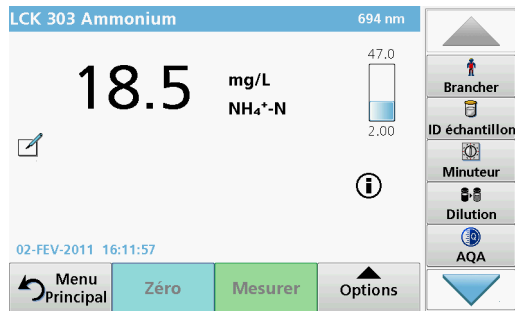 LCK 303 Ammonium 694 nm
47.0
18.5 mg/L
NH₄⁺-N
2.00
02-FEV-2011 16:11:57
Menu Principal
Zéro
Mesurer
Options
Brancher
ID échantillon
Minuteur
Dilution
AQA